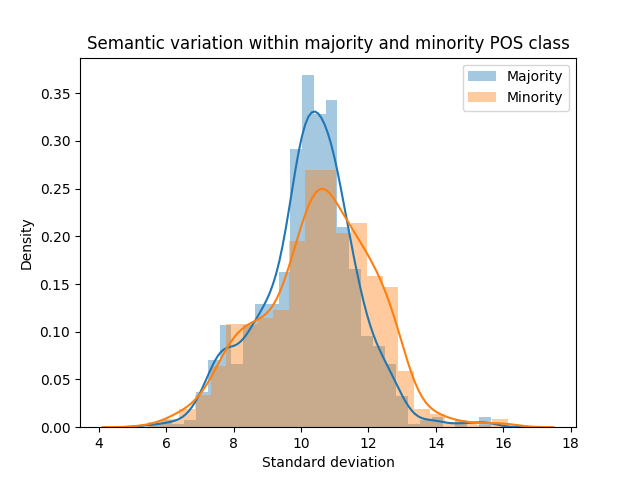 Semantic variation within majority and minority POS class
Majority
Minority
0.35
0.30
0.25
0.20
0.15
0.10
0.05
0.00
Density
4 6 8 10 12 14 16 18
Standard deviation